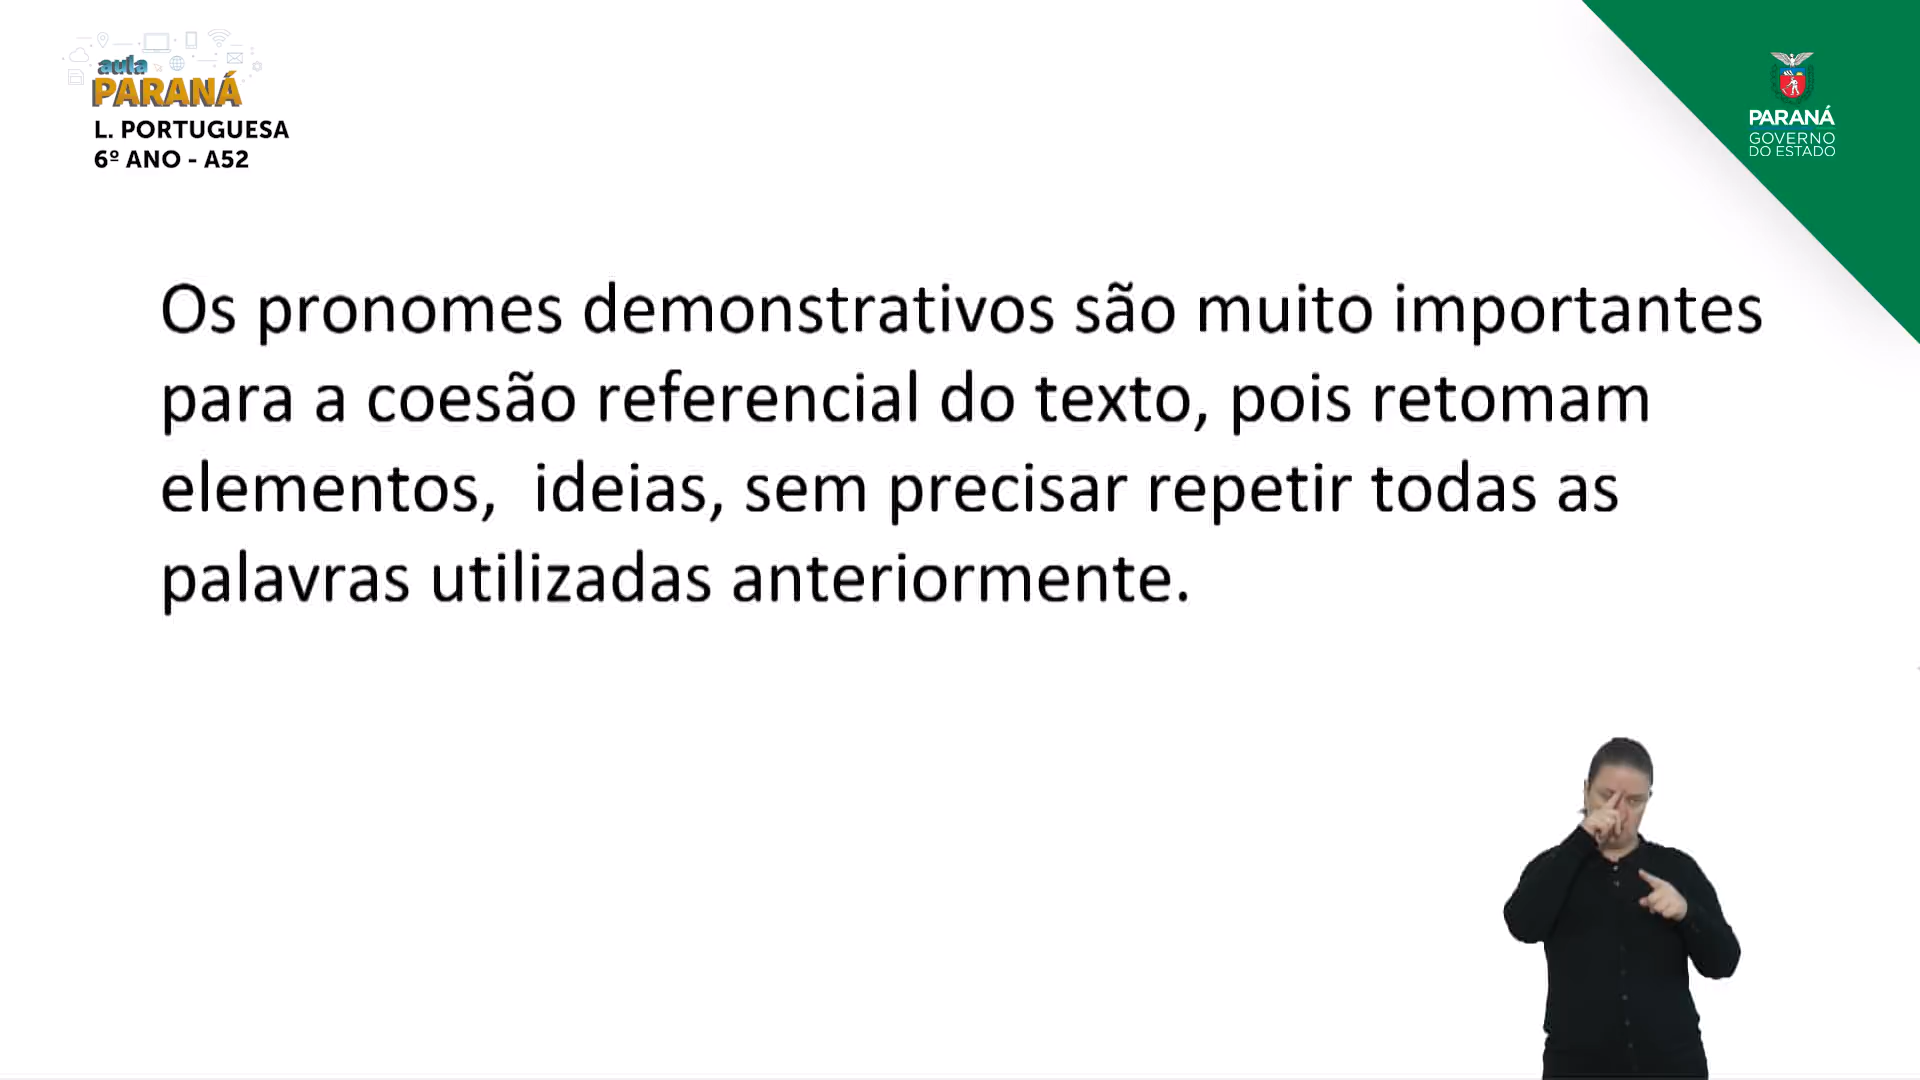 aula
PARANÁ
L. PORTUGUESA
6º ANO - A52
PARANÁ
GOVERNO
DO ESTADO
Os pronomes demonstrativos são muito importantes
para a coesão referencial do texto, pois retomam
elementos,  ideias, sem precisar repetir todas as
palavras utilizadas anteriormente.